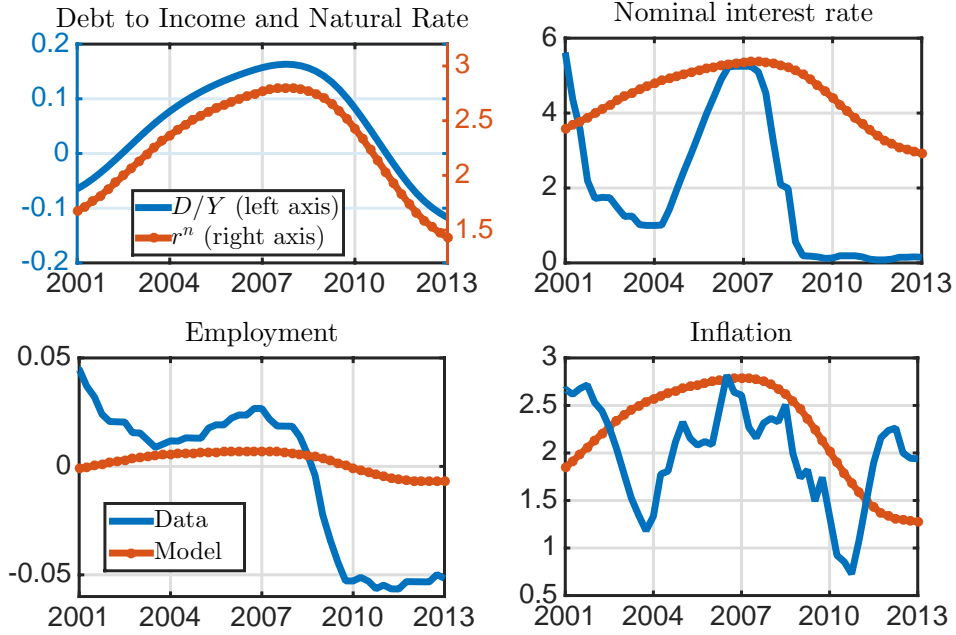 Debt to Income and Natural Rate
0.2
0.1
0
-0.1
-0.2
3
2.5
2
1.5
D/Y (left axis)
r^n (right axis)
2001 2004 2007 2010 2013
Nominal interest rate
6
4
2
0
2001 2004 2007 2010 2013
Employment
0.05
0
-0.05
Data
Model
2001 2004 2007 2010 2013
Inflation
3
2.5
2
1.5
1
0.5
2001 2004 2007 2010 2013